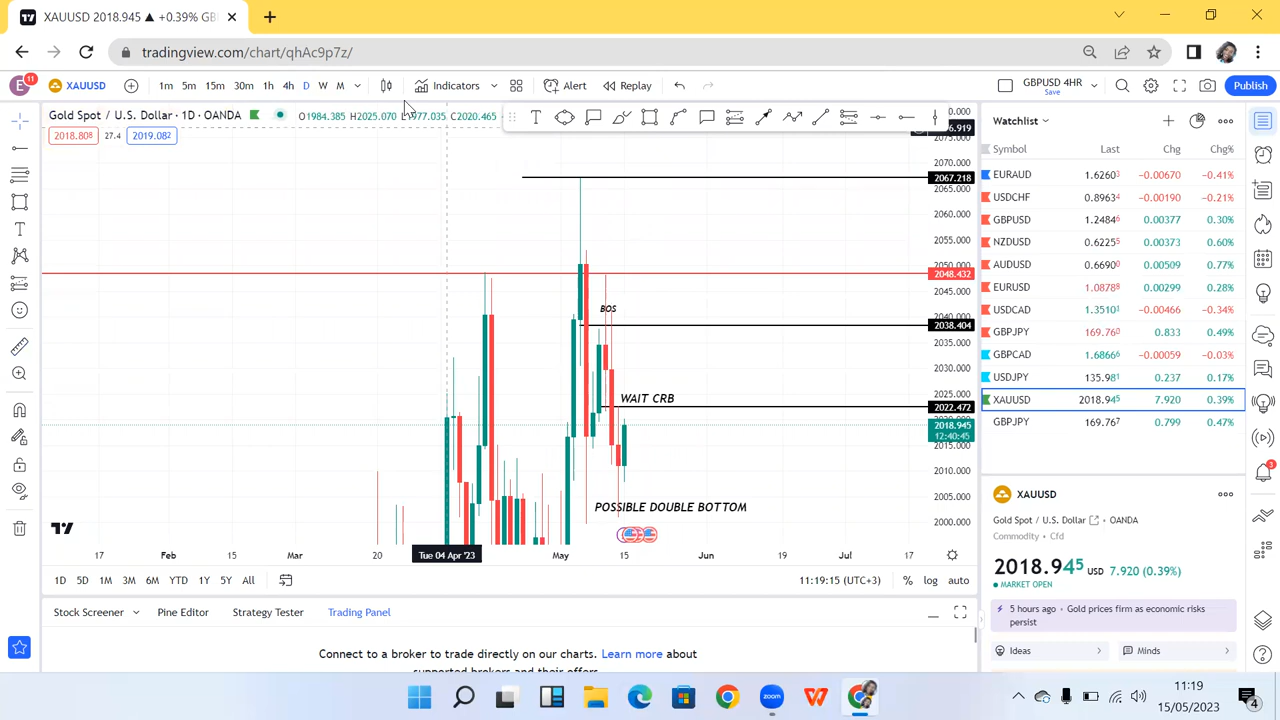 XAUUSD 2018.945 ▲ +0.39% GB
tradingview.com/chart/qhAc9p7z/
E 11 XAUUSD 1m 5m 15m 30m 1h 4h D W M Indicators Alert Replay GBPUSD 4HR Save Publish
Gold Spot / U.S. Dollar · 1D · OANDA O1984.385 H2025.070 L1977.035 C2020.465
2018.808 27.4 2019.082
2075.000
2070.000
2067.218
2065.000
2060.000
2055.000
2050.000
2048.432
2045.000
BOS
2040.000
2038.404
2035.000
2030.000
2025.000
WAIT CRB
2022.472
2018.945
12:40:45
2015.000
2010.000
2005.000
POSSIBLE DOUBLE BOTTOM
2000.000
17 Feb 15 Mar 20 Tue 04 Apr '23 May 15 Jun 19 Jul 17
1D 5D 1M 3M 6M YTD 1Y 5Y All 11:19:15 (UTC+3) % log auto
Stock Screener Pine Editor Strategy Tester Trading Panel
Connect to a broker to trade directly on our charts. Learn more about
supported brokers and their offers.
Watchlist
Symbol Last Chg Chg%
EURAUD 1.62603 −0.00670 −0.41%
USDCHF 0.89634 −0.00190 −0.21%
GBPUSD 1.24846 0.00377 0.30%
NZDUSD 0.62255 0.00373 0.60%
AUDUSD 0.66900 0.00509 0.77%
EURUSD 1.08788 0.00299 0.28%
USDCAD 1.35101 −0.00466 −0.34%
GBPJPY 169.760 0.833 0.49%
GBPCAD 1.68666 −0.00059 −0.03%
USDJPY 135.981 0.237 0.17%
XAUUSD 2018.945 7.920 0.39%
GBPJPY 169.767 0.799 0.47%
XAUUSD
Gold Spot / U.S. Dollar · OANDA
Commodity · Cfd
2018.945 USD 7.920 (0.39%)
MARKET OPEN
5 hours ago · Gold prices firm as economic risks
persist
Ideas Minds
3
zoom
11:19
15/05/2023
4